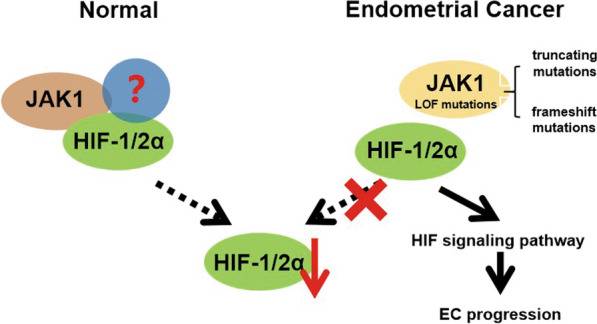 Normal
Endometrial Cancer
JAK1
?
HIF-1/2α
JAK1
LOF mutations
truncating
mutations
frameshift
mutations
HIF-1/2α
HIF-1/2α
HIF signaling pathway
EC progression